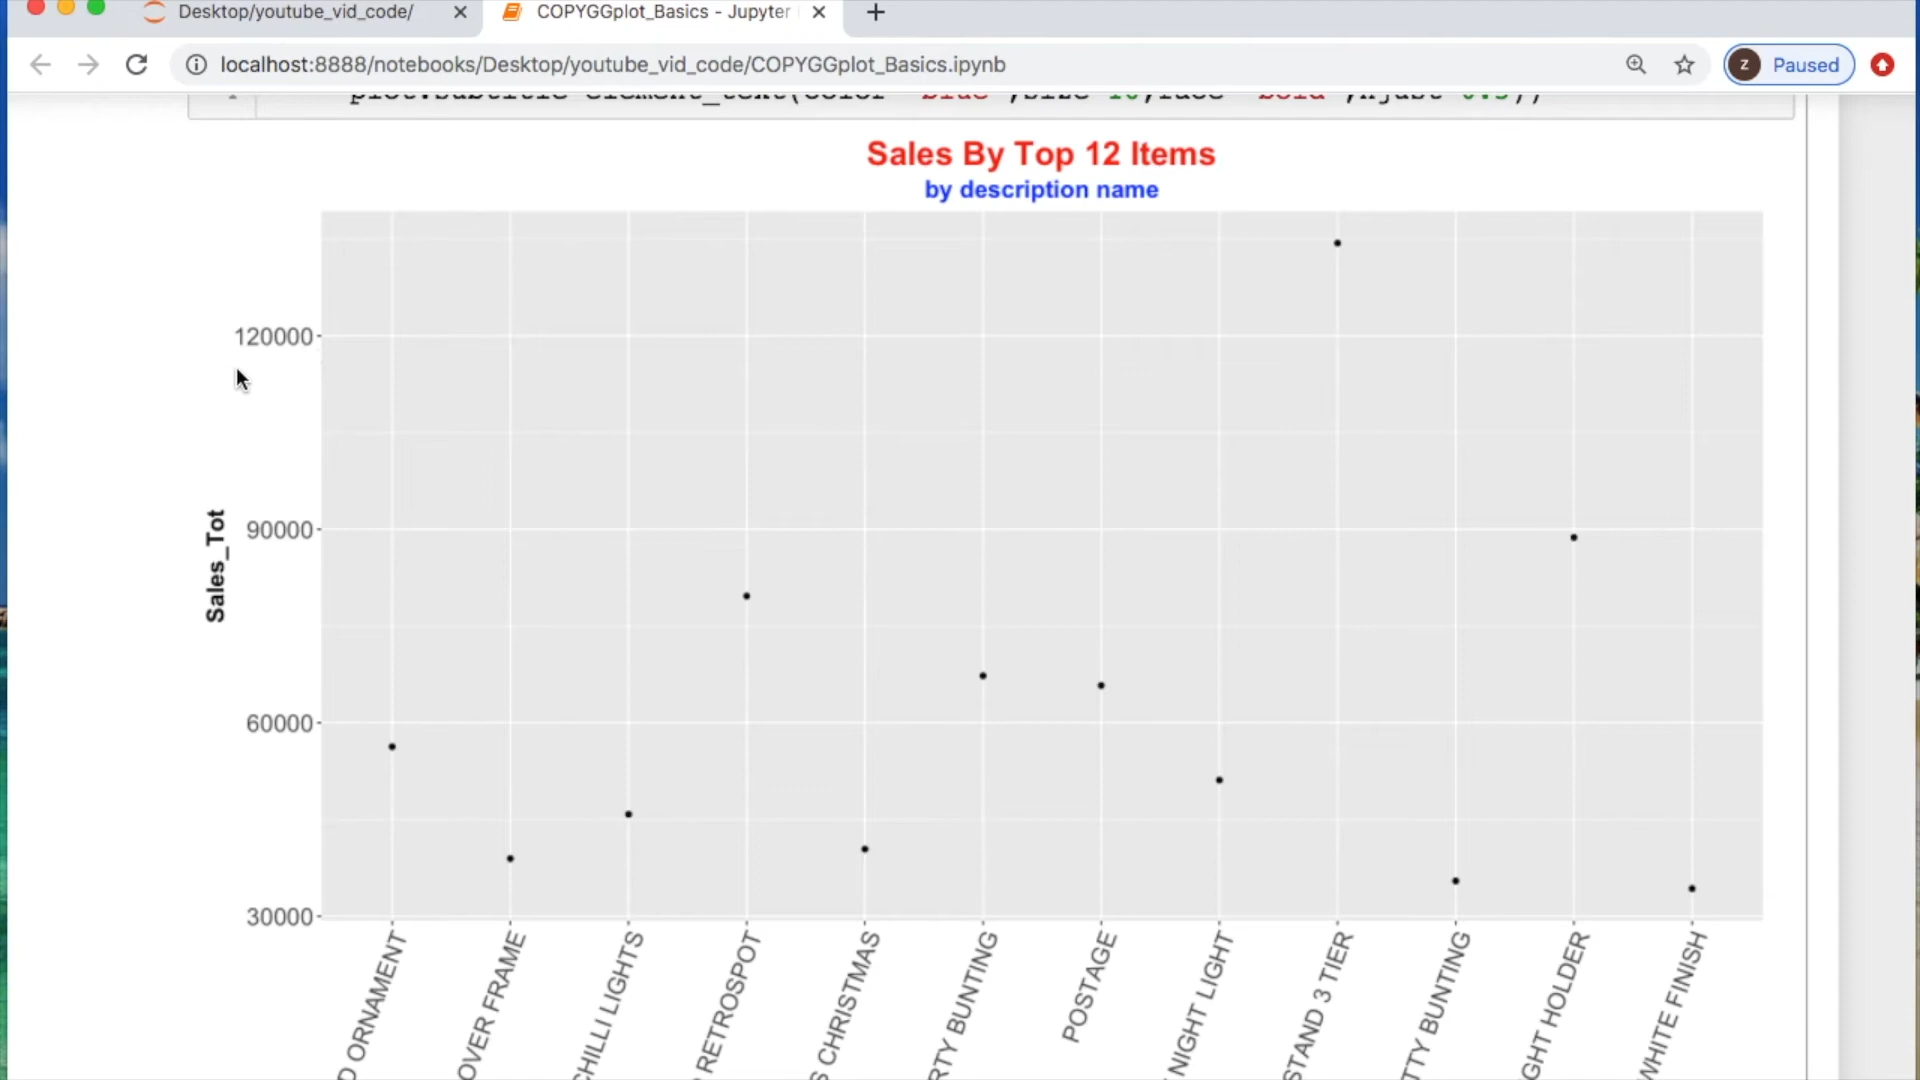 Desktop/youtube_vid_code/
COPYGGplot_Basics - Jupyter
localhost:8888/notebooks/Desktop/youtube_vid_code/COPYGGplot_Basics.ipynb
z Paused
Sales By Top 12 Items
by description name
Sales_Tot
120000
90000
60000
30000
D ORNAMENT
OVER FRAME
CHILLI LIGHTS
RETROSPOT
S CHRISTMAS
RTY BUNTING
POSTAGE
NIGHT LIGHT
STAND 3 TIER
TTY BUNTING
GHT HOLDER
WHITE FINISH